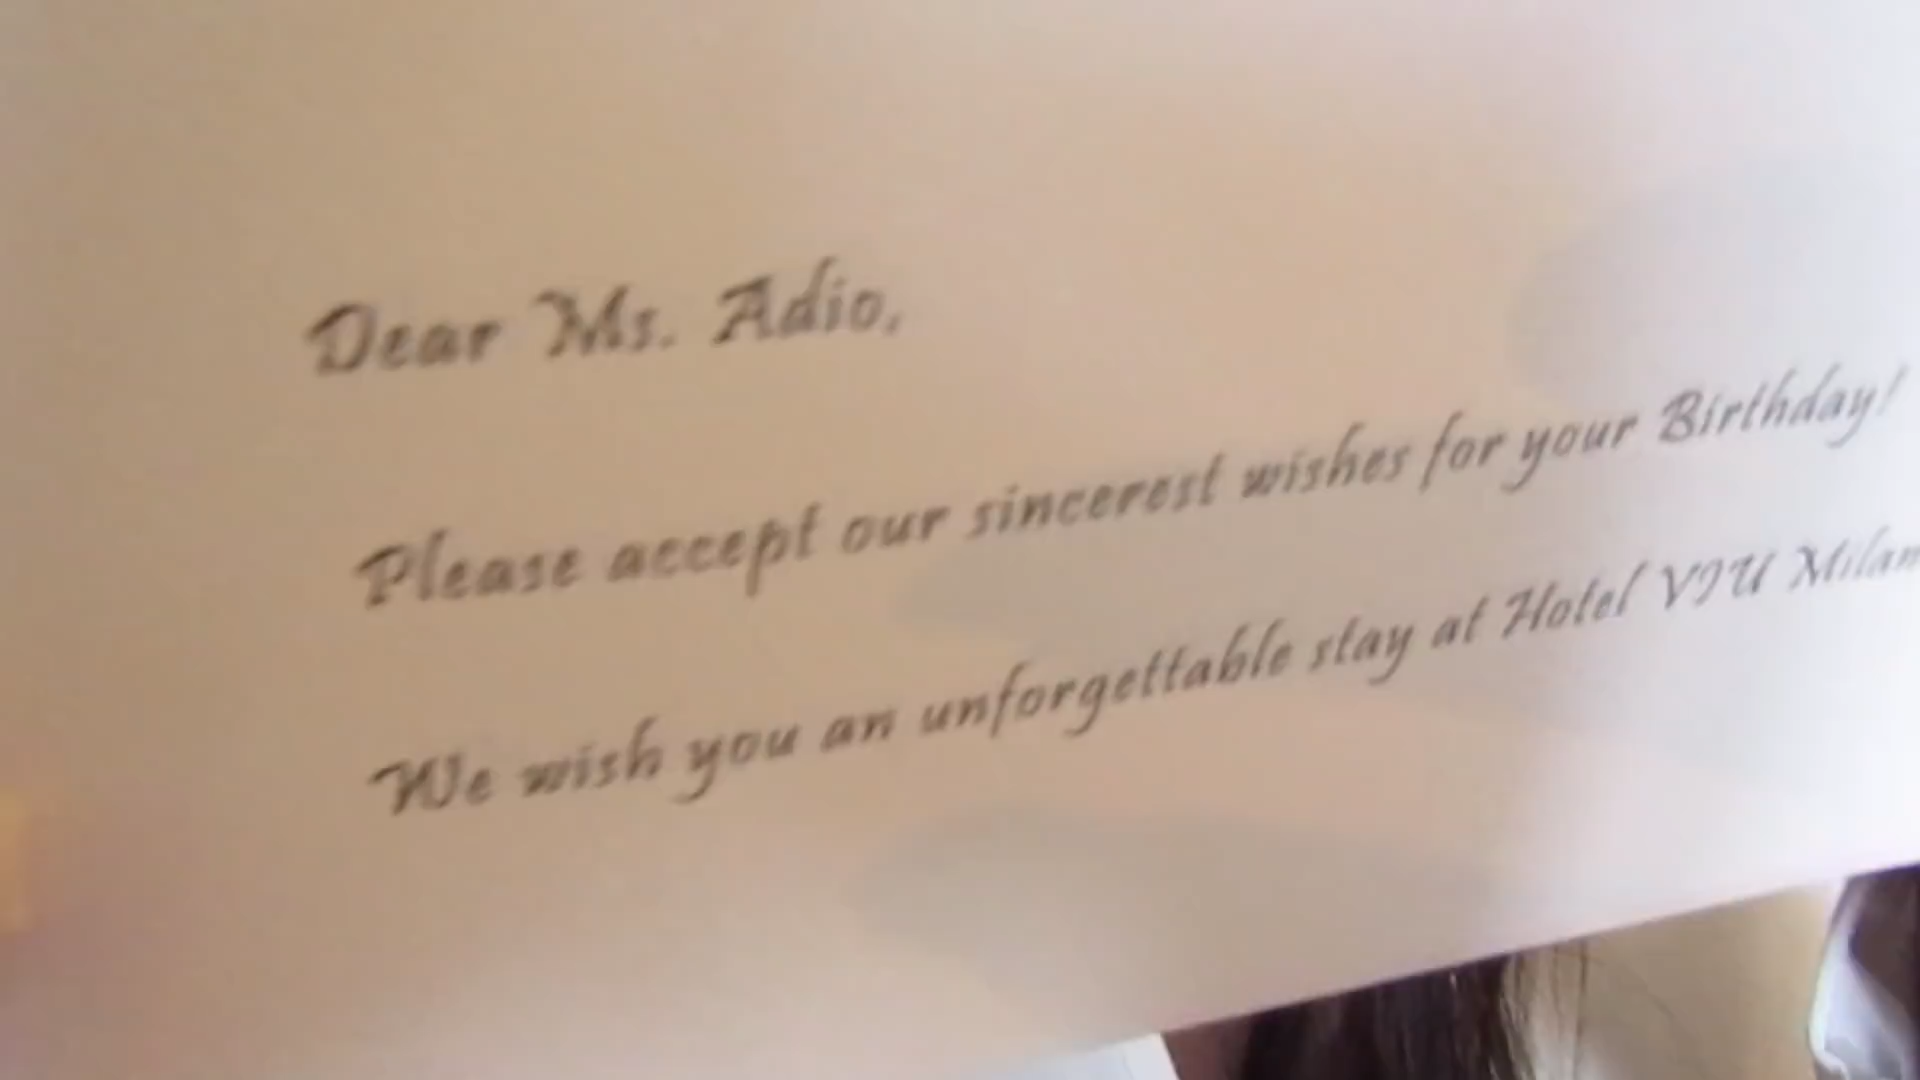 Dear Ms. Adio,
Please accept our sincerest wishes for your Birthday!
We wish you an unforgettable stay at Hotel VIU Milan